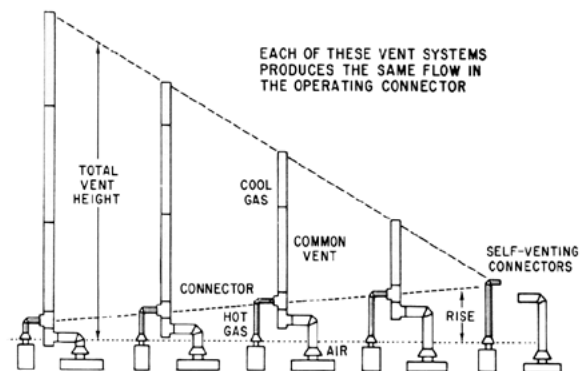 EACH OF THESE VENT SYSTEMS
PRODUCES THE SAME FLOW IN
THE OPERATING CONNECTOR
TOTAL
VENT
HEIGHT
COOL
GAS
COMMON
VENT
SELF-VENTING
CONNECTORS
CONNECTOR
HOT
GAS
RISE
AIR